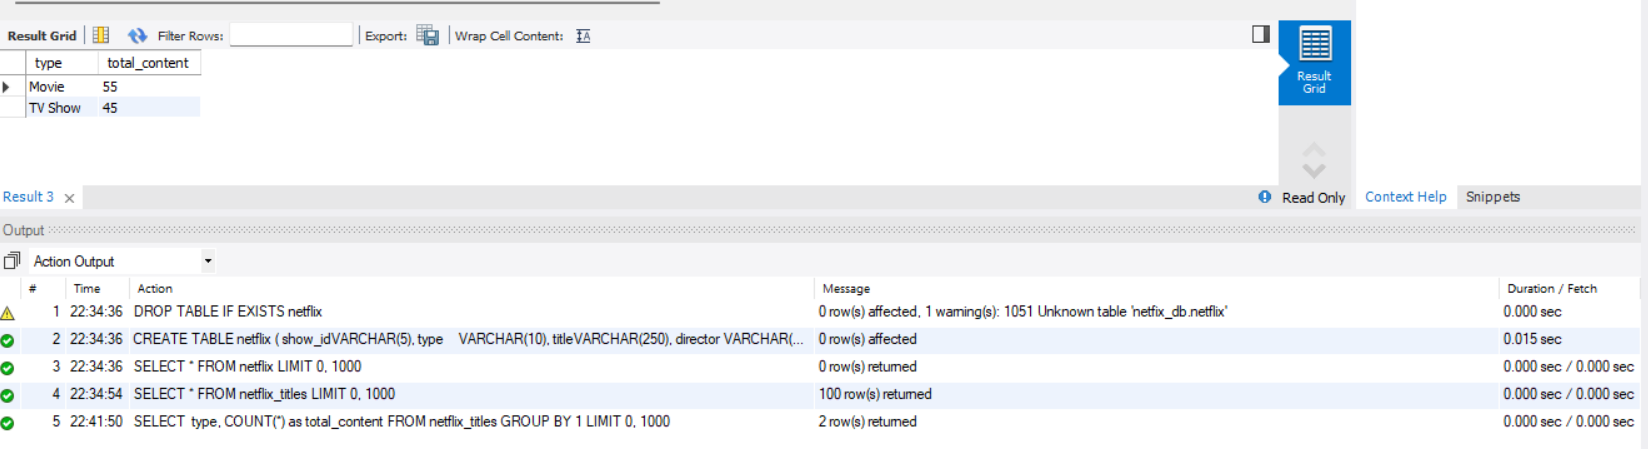 Result Grid Filter Rows: Export: Wrap Cell Content:
type total_content
Movie 55
TV Show 45
Result Grid
Result 3 Read Only Context Help Snippets
Output
Action Output
# Time Action Message Duration / Fetch
1 22:34:36 DROP TABLE IF EXISTS netflix 0 row(s) affected, 1 warning(s): 1051 Unknown table 'netfix_db.netflix' 0.000 sec
2 22:34:36 CREATE TABLE netflix ( show_idVARCHAR(5), type VARCHAR(10), titleVARCHAR(250), director VARCHAR(... 0 row(s) affected 0.015 sec
3 22:34:36 SELECT * FROM netflix LIMIT 0, 1000 0 row(s) returned 0.000 sec / 0.000 sec
4 22:34:54 SELECT * FROM netflix_titles LIMIT 0, 1000 100 row(s) returned 0.000 sec / 0.000 sec
5 22:41:50 SELECT type, COUNT(*) as total_content FROM netflix_titles GROUP BY 1 LIMIT 0, 1000 2 row(s) returned 0.000 sec / 0.000 sec